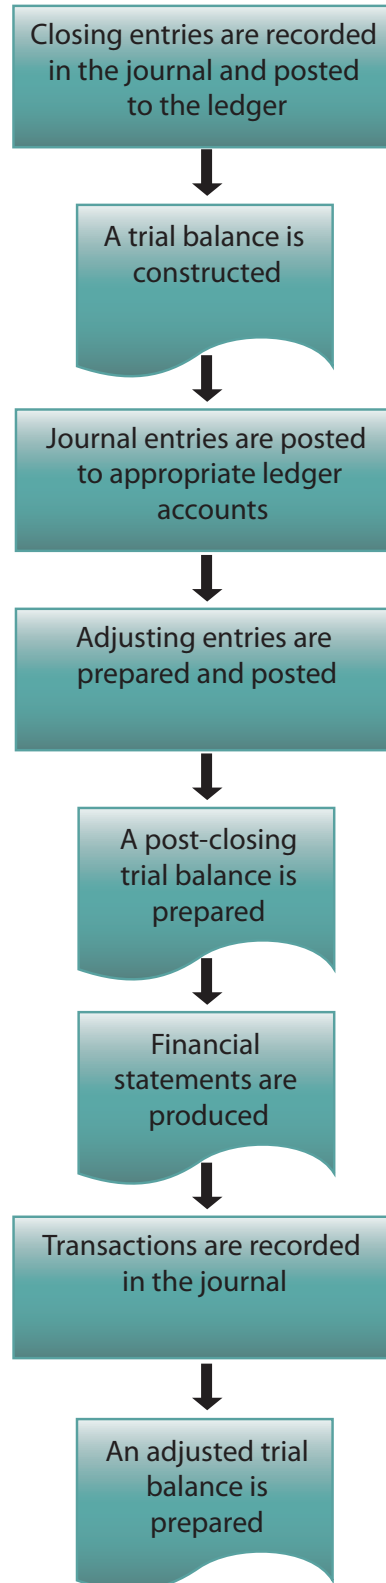 Closing entries are recorded
in the journal and posted
to the ledger
A trial balance is
constructed
Journal entries are posted
to appropriate ledger
accounts
Adjusting entries are
prepared and posted
A post-closing
trial balance is
prepared
Financial
statements are
produced
Transactions are recorded
in the journal
An adjusted trial
balance is
prepared